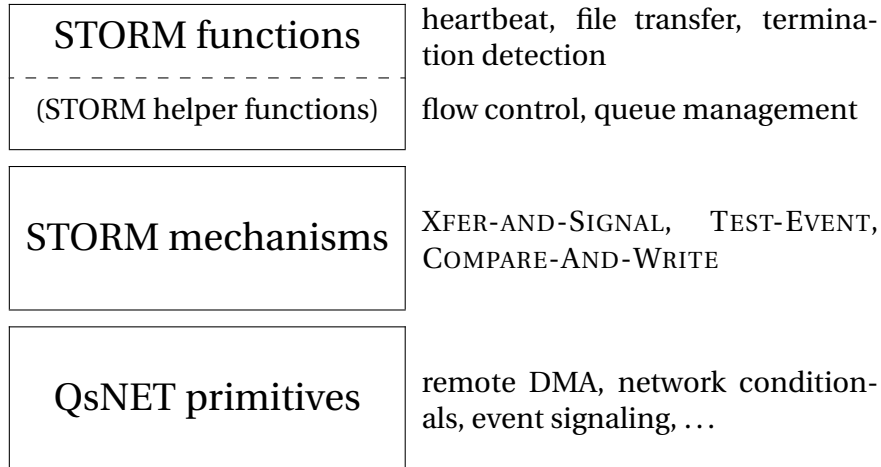 STORM functions
heartbeat, file transfer, termina-
tion detection
(STORM helper functions)
flow control, queue management
STORM mechanisms
XFER-AND-SIGNAL, TEST-EVENT,
COMPARE-AND-WRITE
QsNET primitives
remote DMA, network condition-
als, event signaling, ...